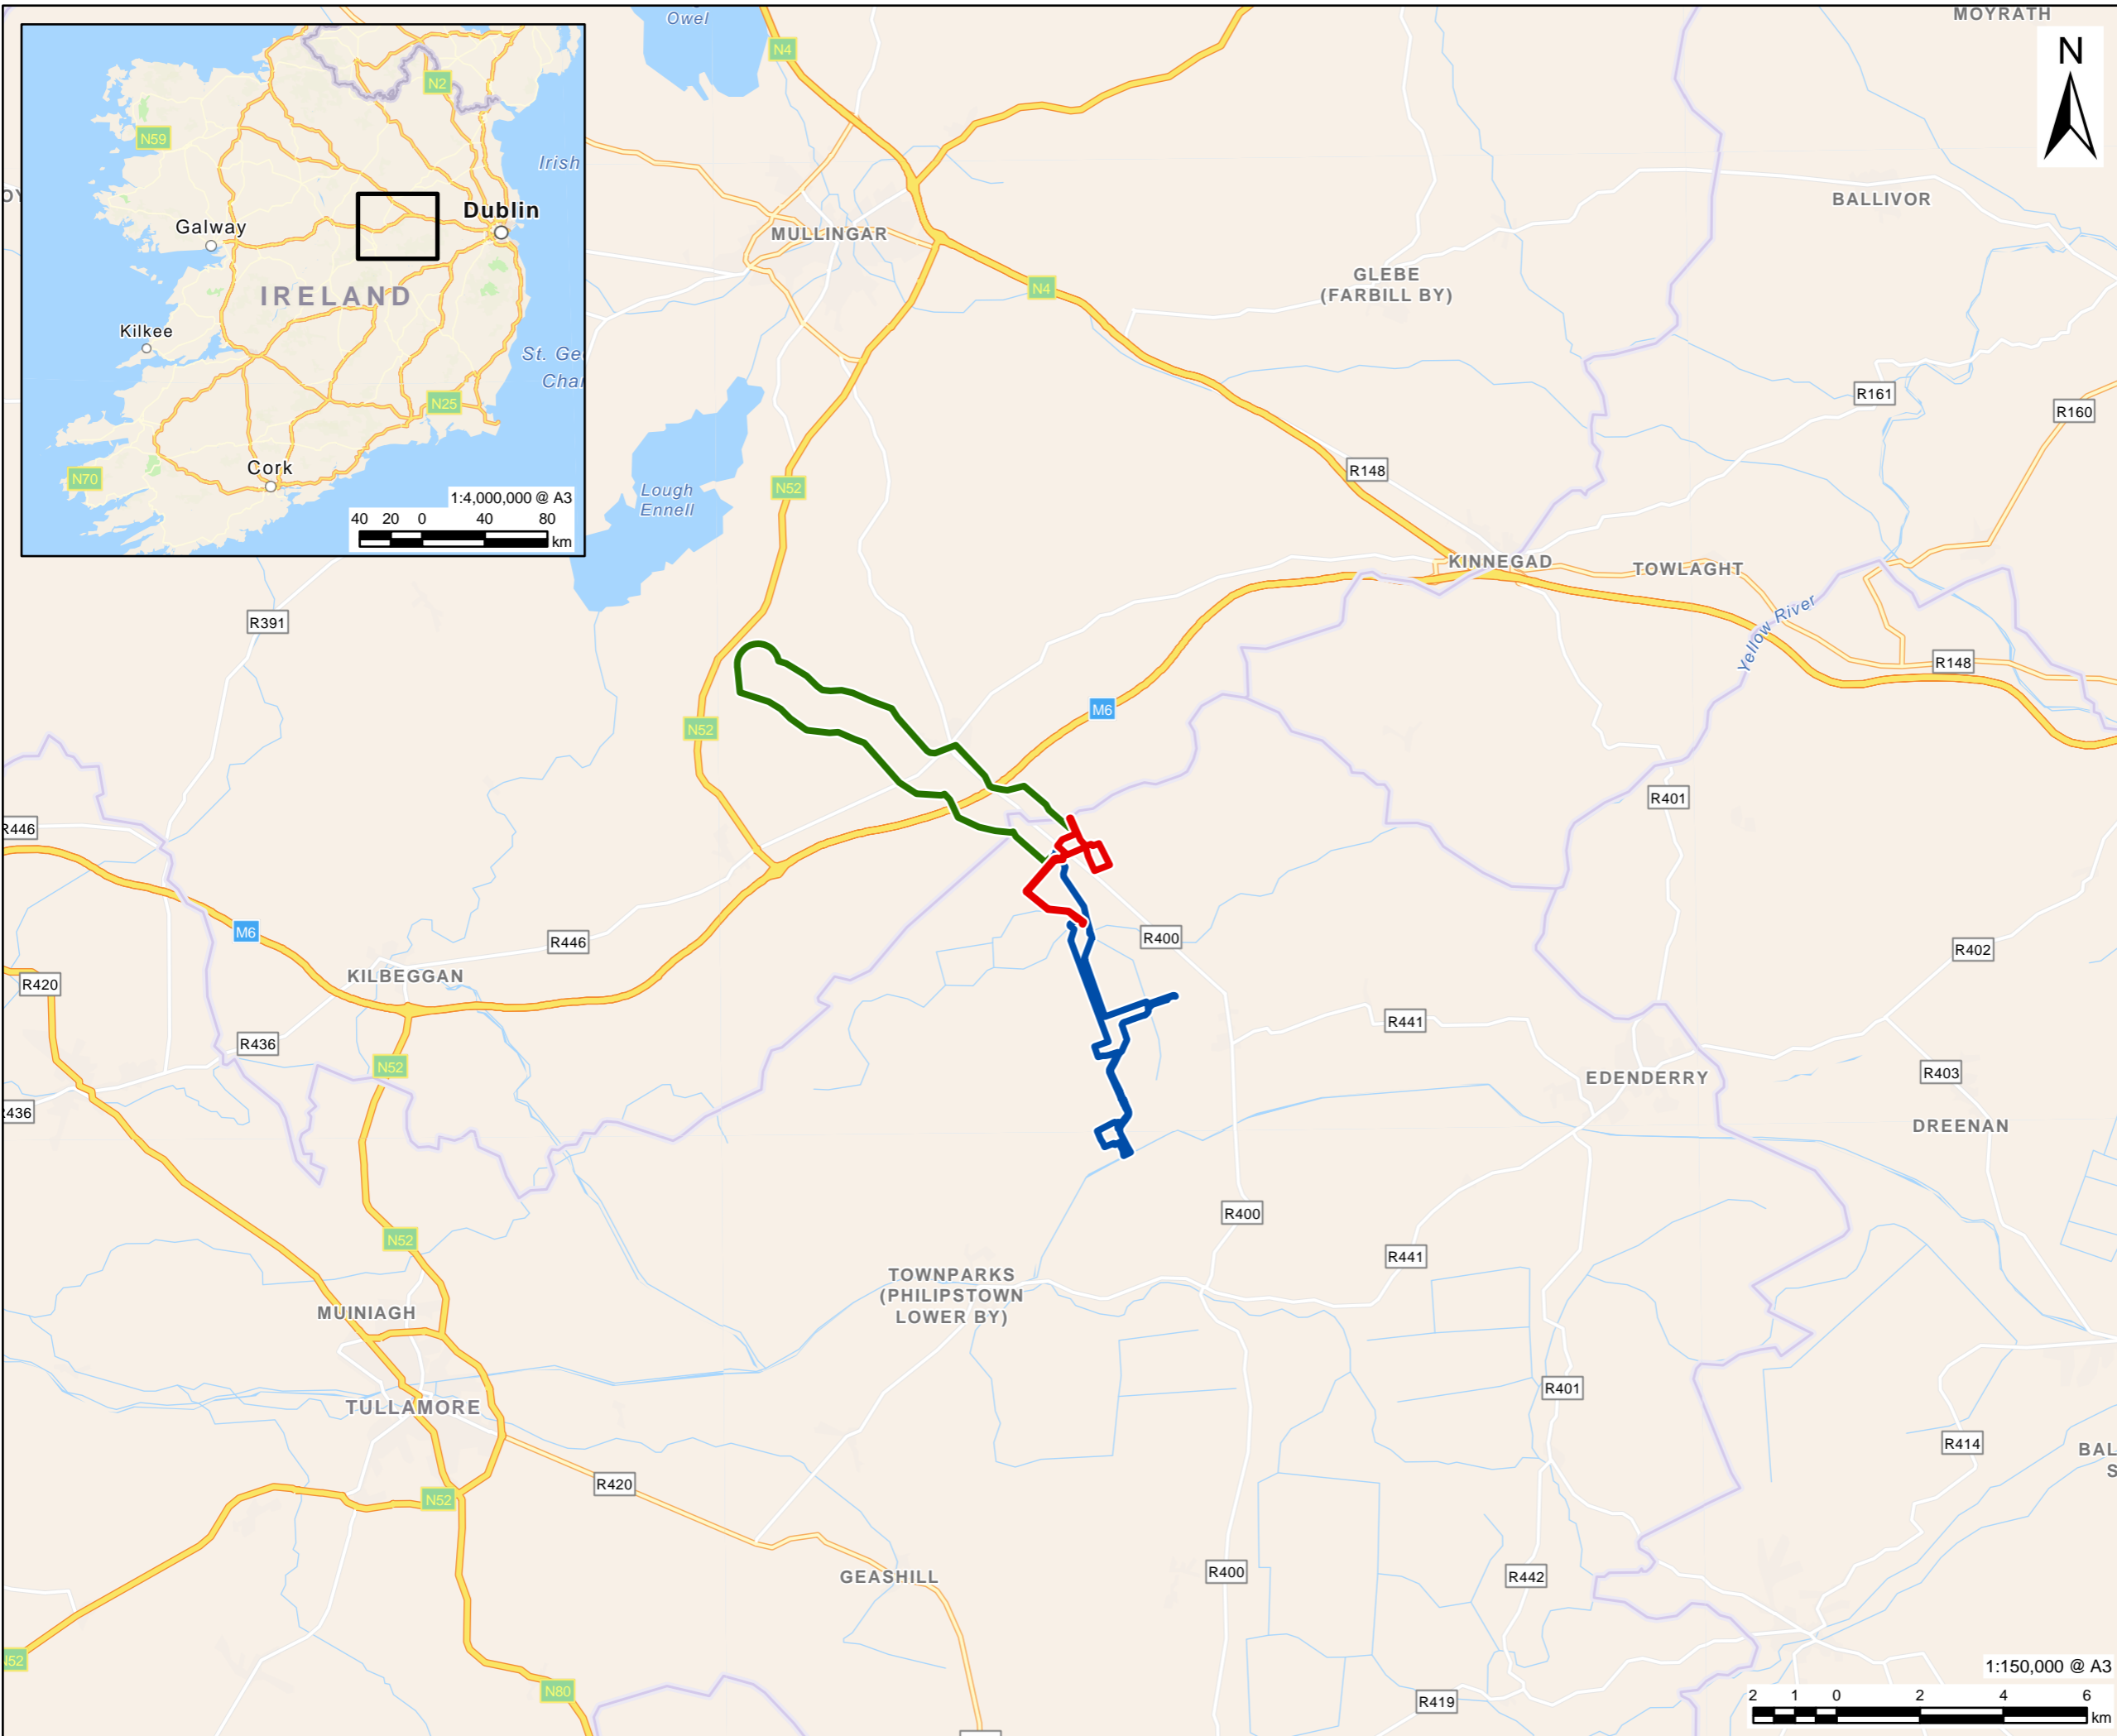 Owel
MOYRATH
N4
N
N2
N59
Irish
Dublin
Galway
IRELAND
Kilkee
St. Ge
Cha
N25
Cork
N70
1:4,000,000 @ A3
40 20 0 40 80
km
MULLINGAR
BALLIVOR
GLEBE
(FARBILL BY)
N4
R161
R160
R148
N52
Lough
Ennell
KINNEGAD
TOWLAGHT
Yellow River
R391
R148
M6
N52
R401
R446
M6
R446
R400
R402
KILBEGGAN
R420
R441
R436
N52
EDENDERRY
R403
R436
DREENAN
R400
N52
R441
TOWNPARKS
(PHILIPSTOWN
LOWER BY)
MUINIAGH
R401
TULLAMORE
R414
BAL
S
R420
N52
R400
R442
GEASHILL
N52
1:150,000 @ A3
N80
R419
2 1 0 2 4 6
km